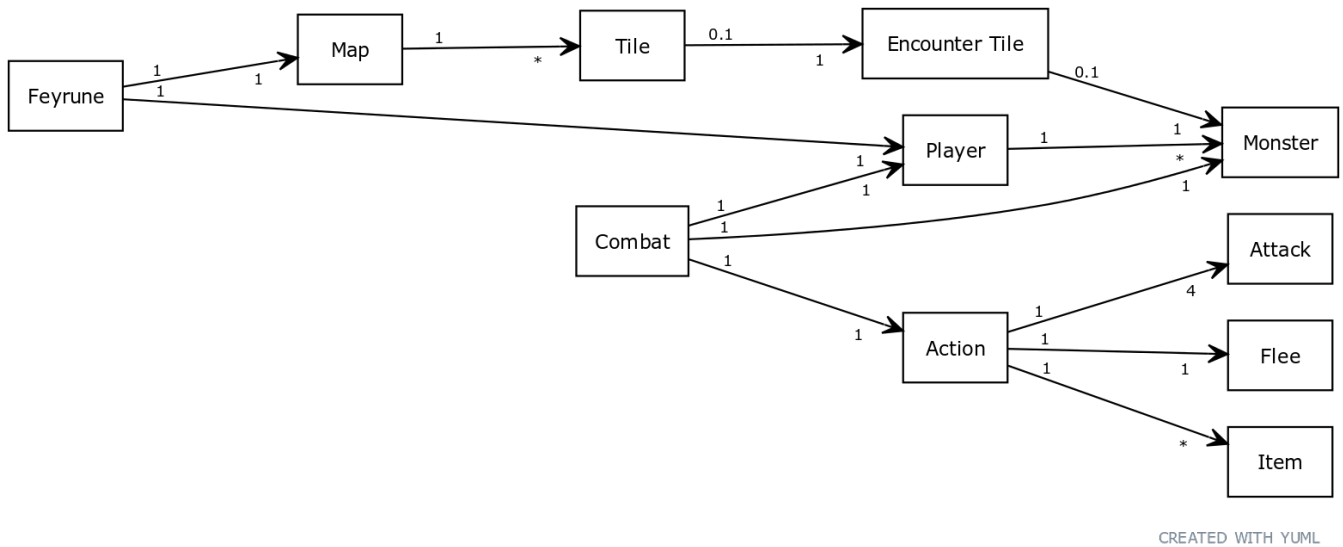 Feyrune
1
1
1
Map
1
*
Tile
0.1
1
Encounter Tile
0.1
1
Monster
Player
1
*
1
1
Combat
1
1
1
1
1
Action
1
4
Attack
1
1
Flee
1
*
Item
CREATED WITH YUML